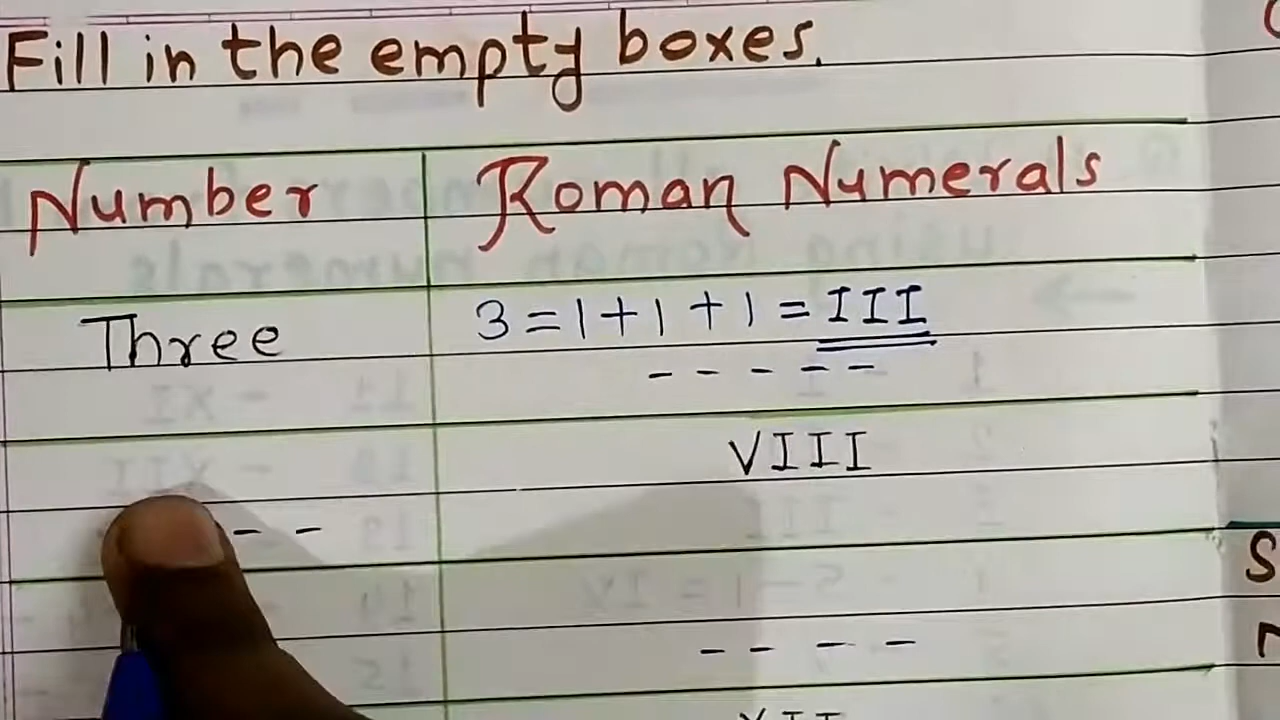 Fill in the empty boxes.
Number Roman Numerals
Three 3 = 1 + 1 + 1 = III
- - - - -
VIII
- -
- - - -
S